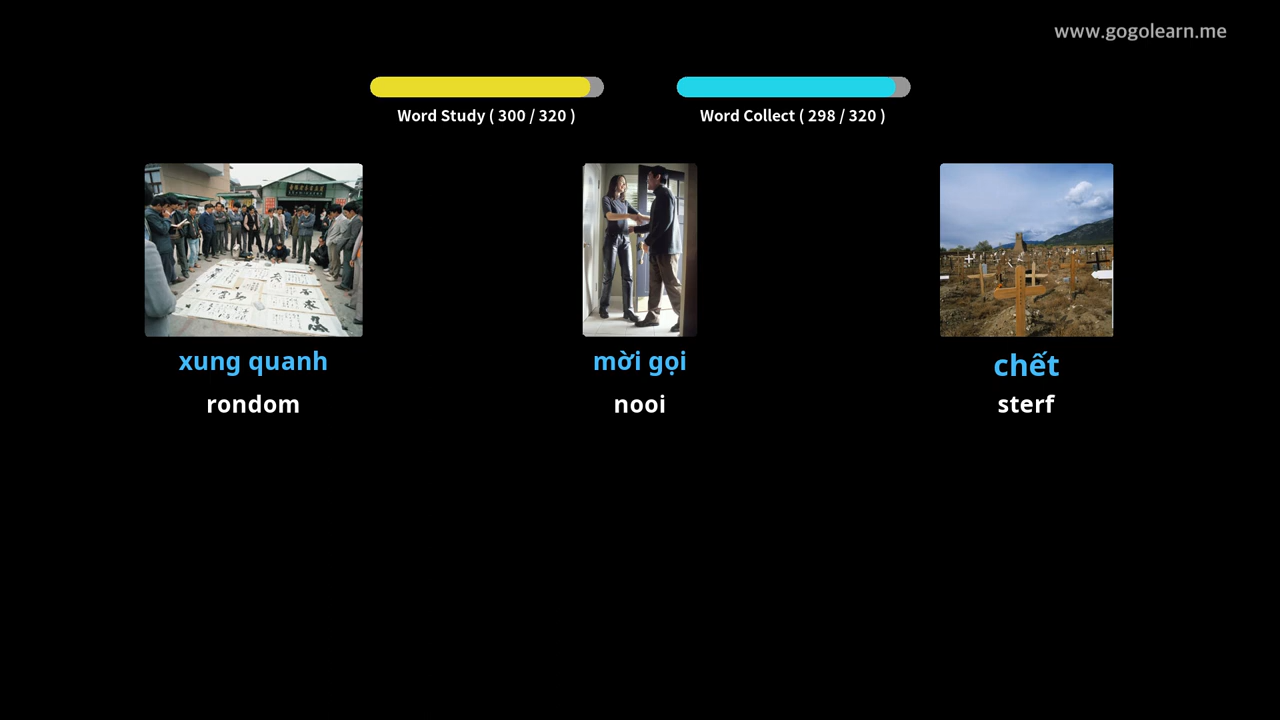 www.gogolearn.me
Word Study ( 300 / 320 )
Word Collect ( 298 / 320 )
xung quanh
mời gọi
chết
rondom
nooi
sterf